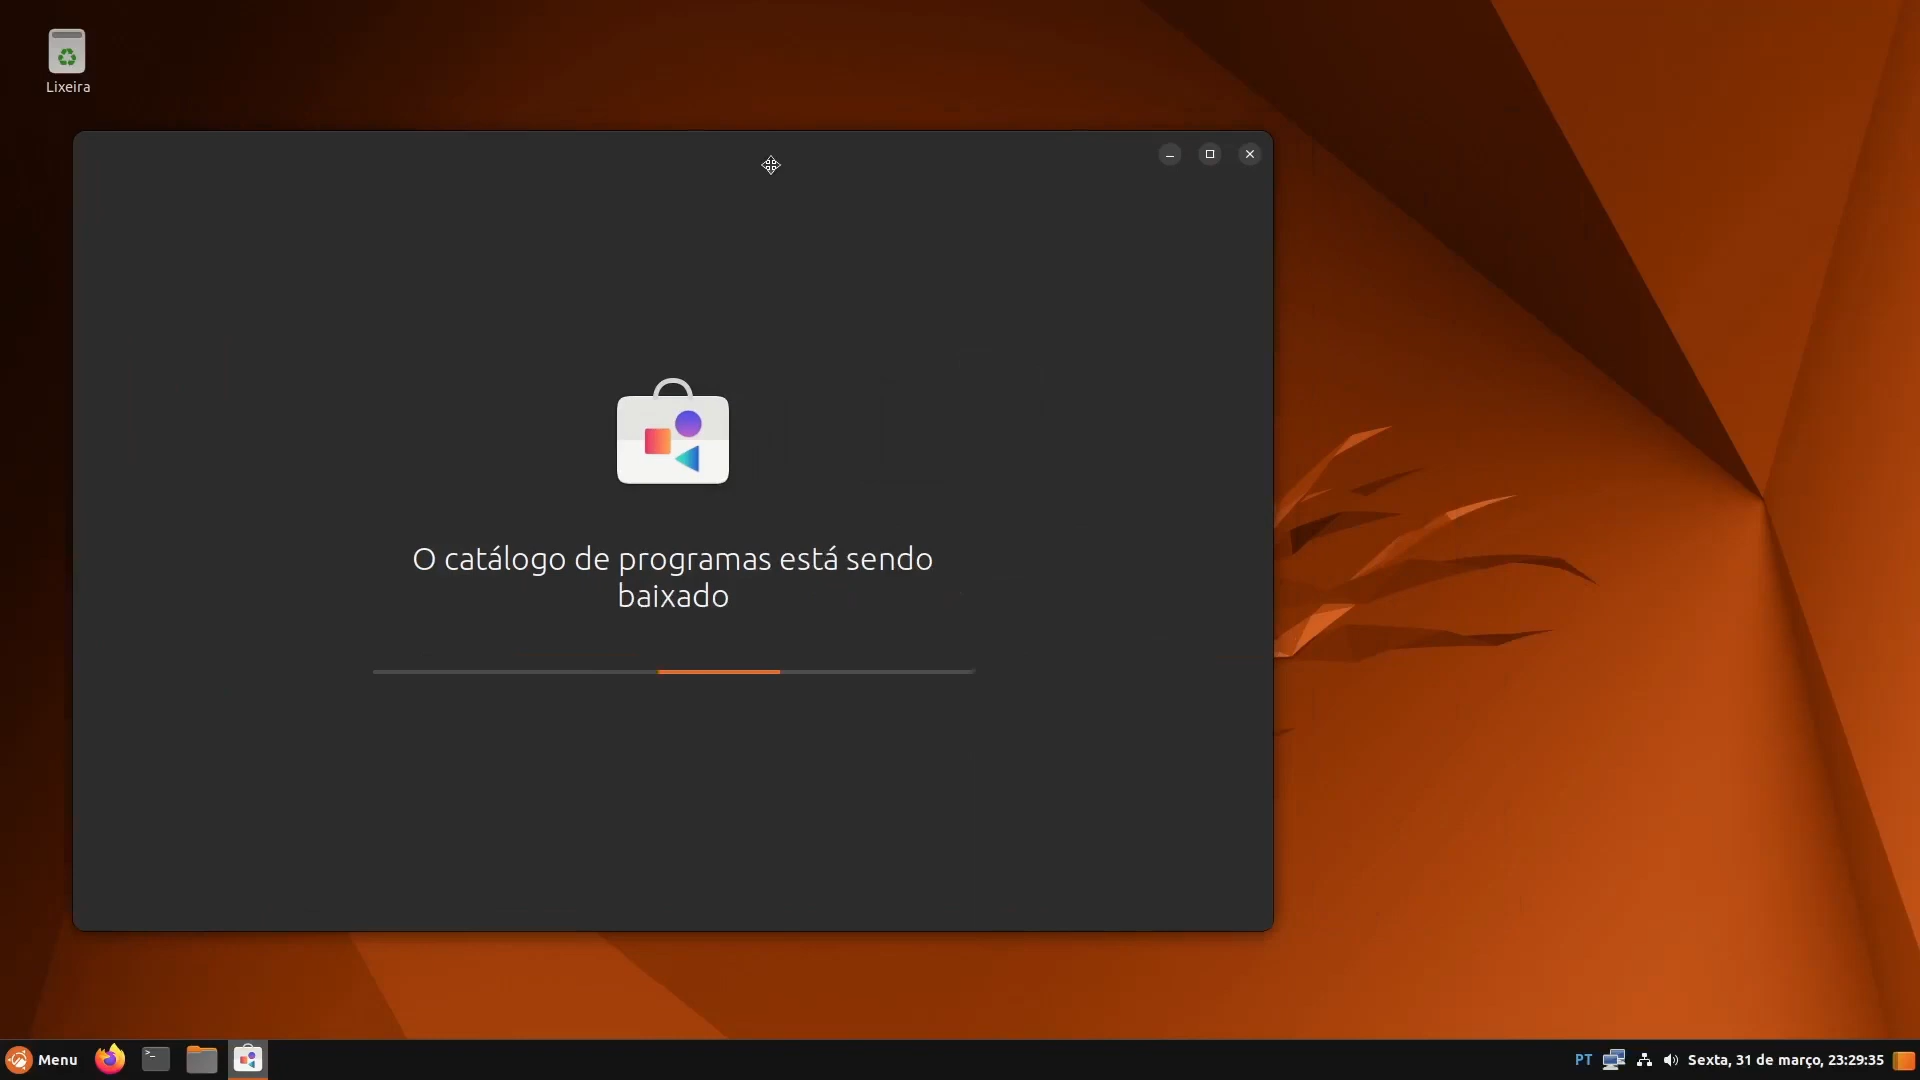 Lixeira
O catálogo de programas está sendo
baixado
Menu
PT
Sexta, 31 de março, 23:29:35